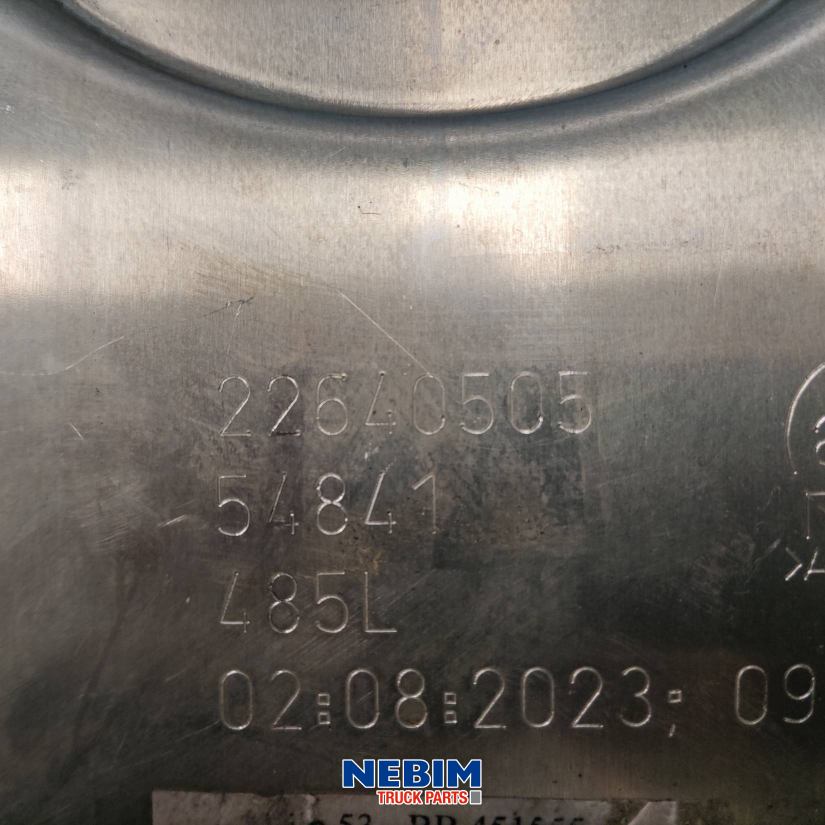 22640505
54841
485L
02:08:2023; 09
NEBIM
TRUCK PARTS